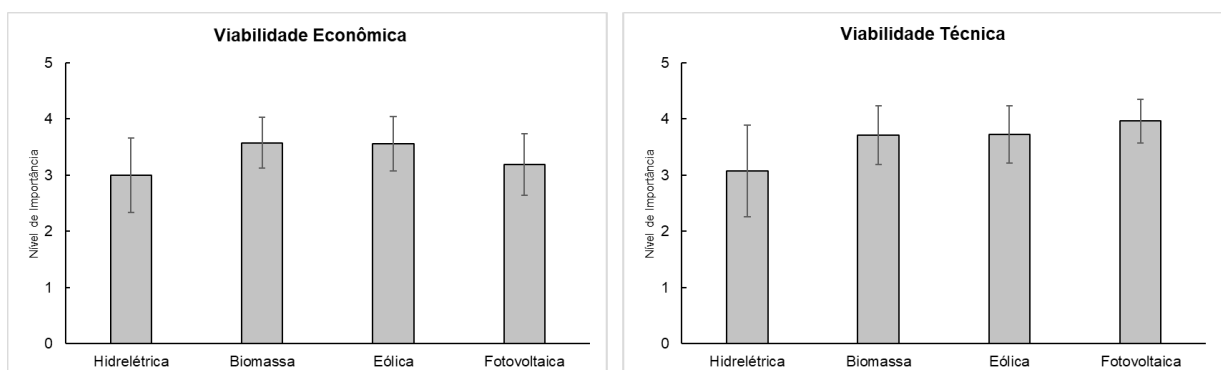 Viabilidade Econômica
5
4
3
2
1
0
Nível de Importância
Hidrelétrica Biomassa Eólica Fotovoltaica
Viabilidade Técnica
5
4
3
2
1
0
Nível de Importância
Hidrelétrica Biomassa Eólica Fotovoltaica